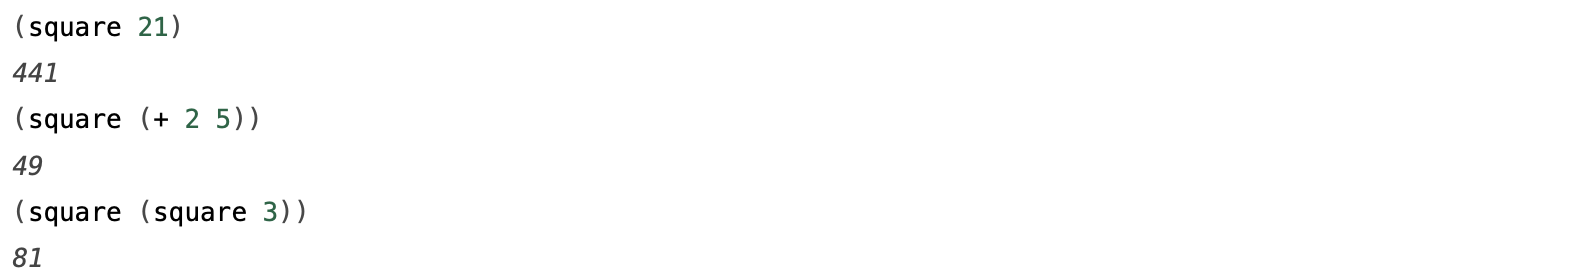 (square 21)
441
(square (+ 2 5))
49
(square (square 3))
81